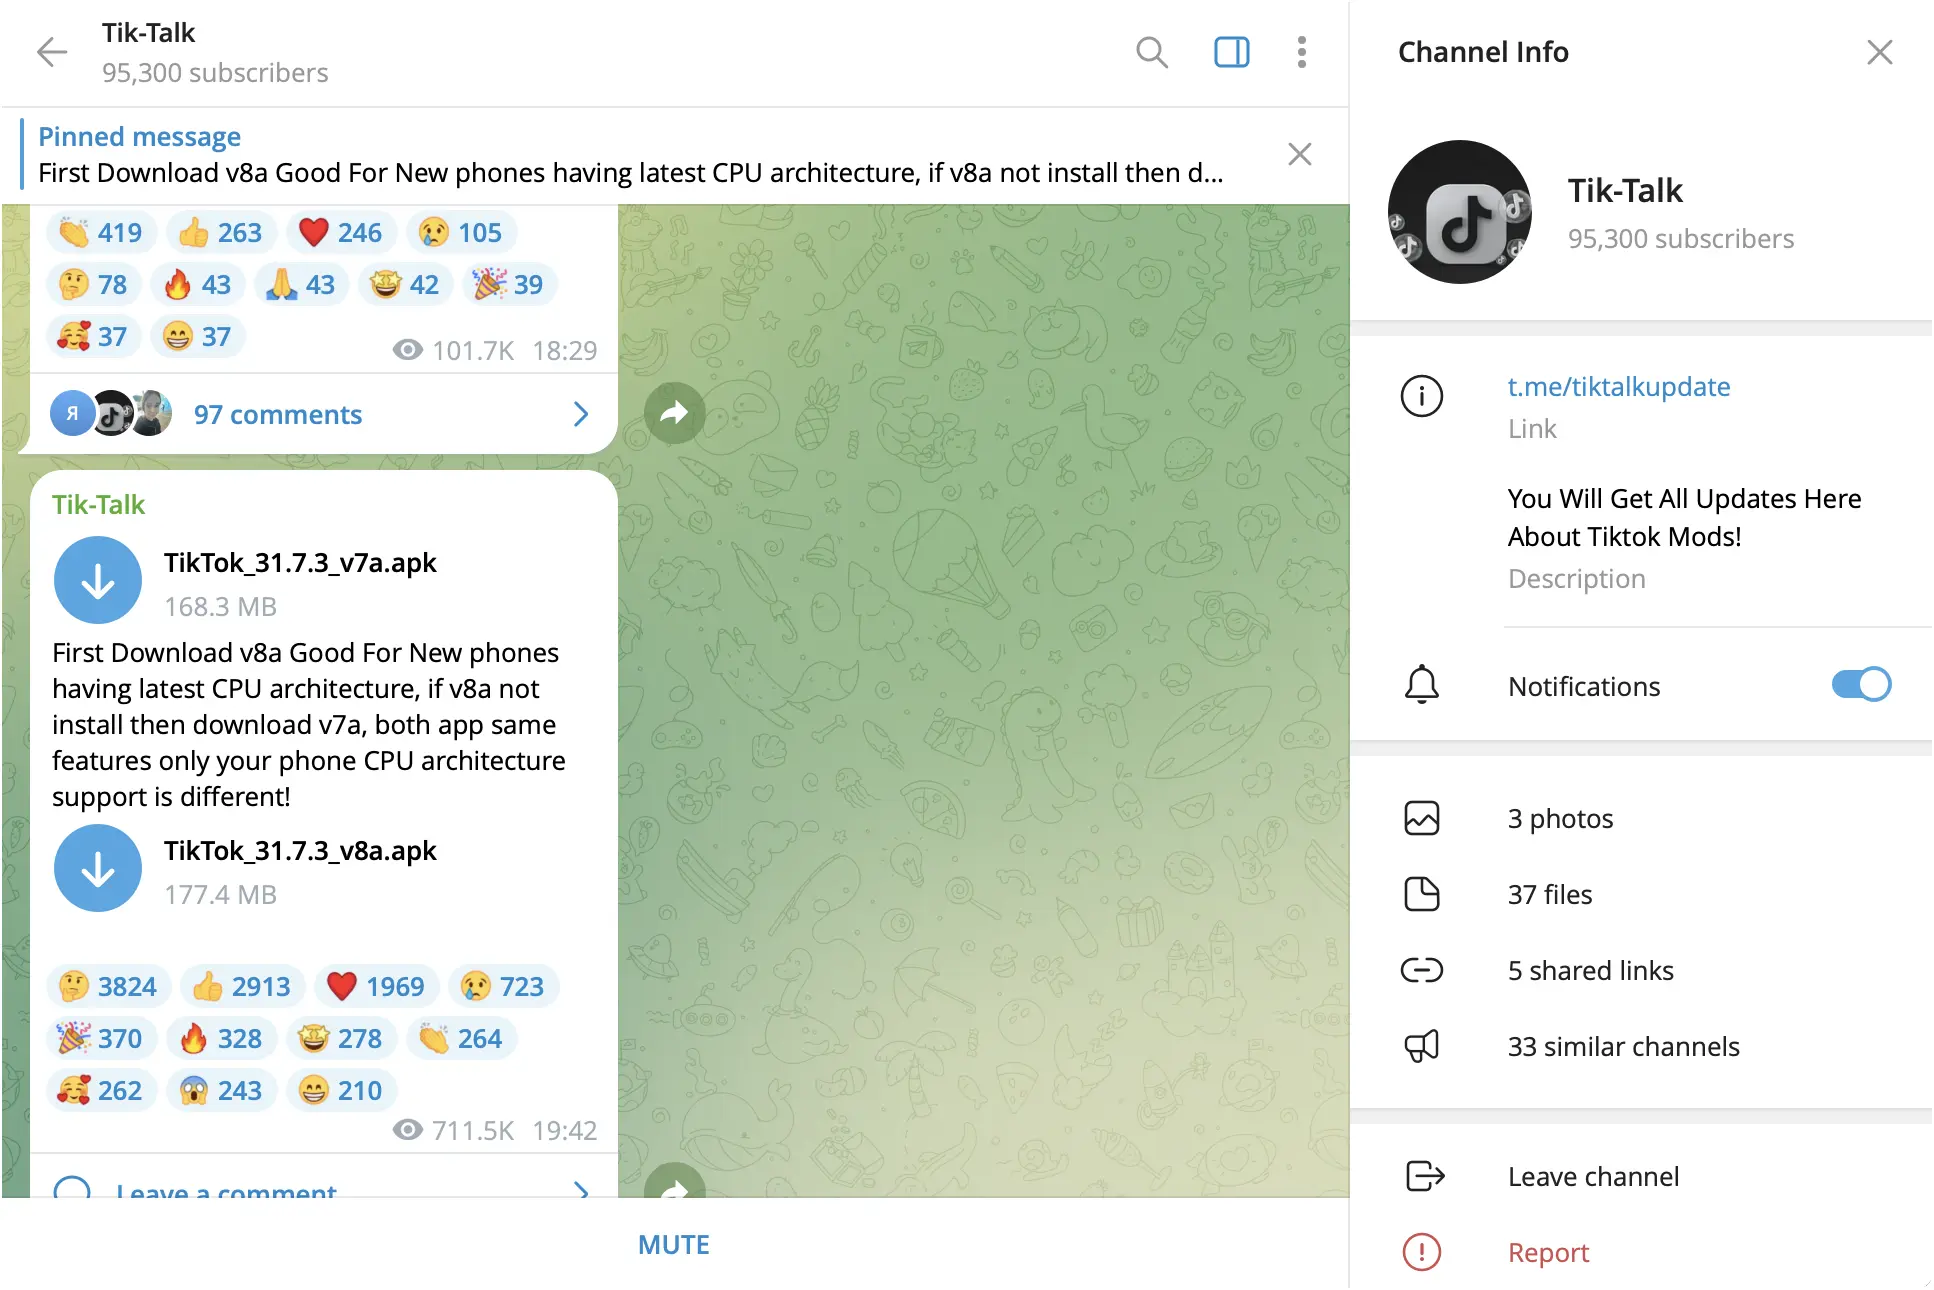 Tik-Talk
95,300 subscribers
Pinned message
First Download v8a Good For New phones having latest CPU architecture, if v8a not install then d...
419 263 246 105
78 43 43 42 39
37 37
101.7K 18:29
Я
97 comments
Tik-Talk
TikTok_31.7.3_v7a.apk
168.3 MB
First Download v8a Good For New phones
having latest CPU architecture, if v8a not
install then download v7a, both app same
features only your phone CPU architecture
support is different!
TikTok_31.7.3_v8a.apk
177.4 MB
3824 2913 1969 723
370 328 278 264
262 243 210
711.5K 19:42
Leave a comment
MUTE
Channel Info
Tik-Talk
95,300 subscribers
t.me/tiktalkupdate
Link
You Will Get All Updates Here
About Tiktok Mods!
Description
Notifications
3 photos
37 files
5 shared links
33 similar channels
Leave channel
Report